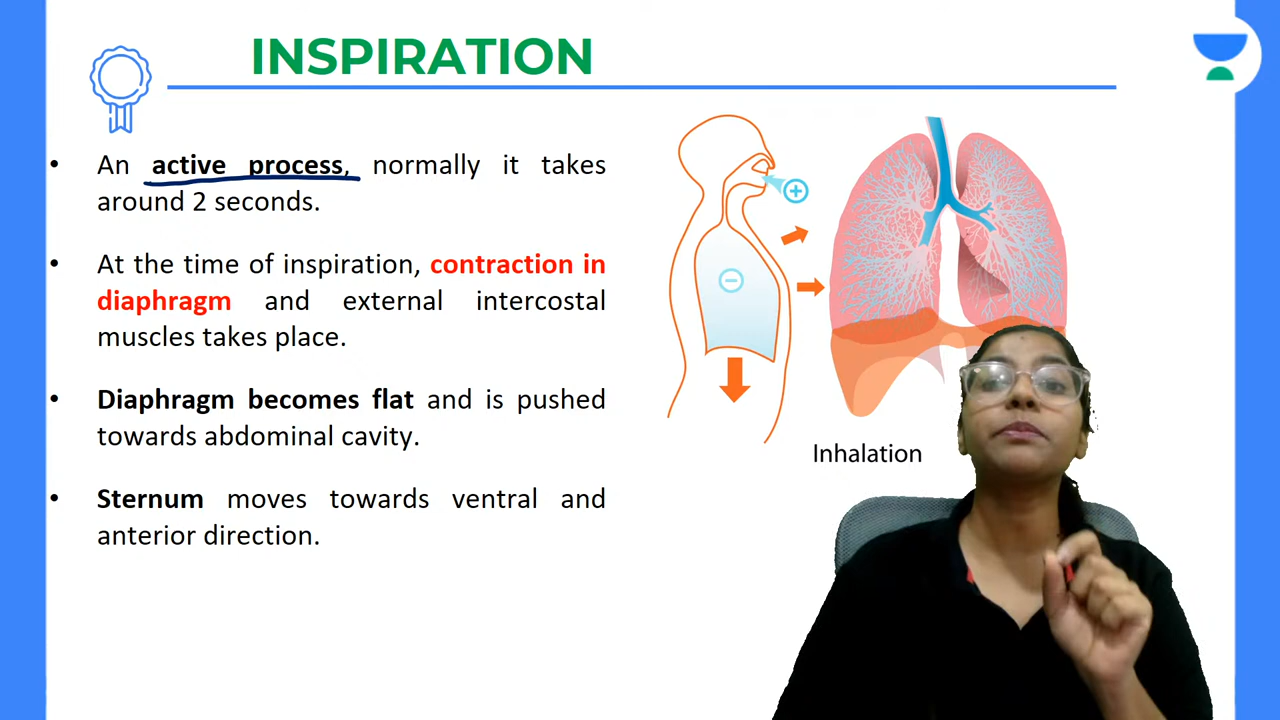 INSPIRATION
• An active process, normally it takes
around 2 seconds.
• At the time of inspiration, contraction in
diaphragm and external intercostal
muscles takes place.
• Diaphragm becomes flat and is pushed
towards abdominal cavity.
• Sternum moves towards ventral and
anterior direction.
+
−
Inhalation